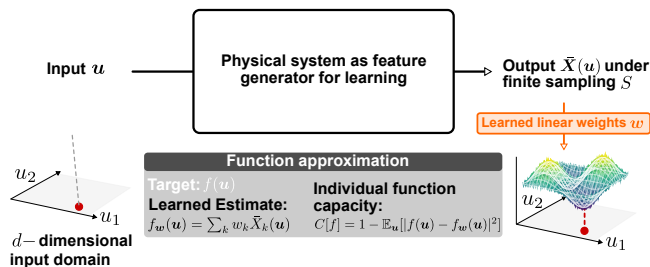 Input u
Physical system as feature
generator for learning
Output X̄(u) under
finite sampling S
Learned linear weights w
Function approximation
Target: f(u)
Learned Estimate:
f_w(u) = ∑_k w_k X̄_k(u)
Individual function
capacity:
C[f] = 1 − 𝔼_u[|f(u) − f_w(u)|²]
u₂
u₁
d− dimensional
input domain
u₂
u₁